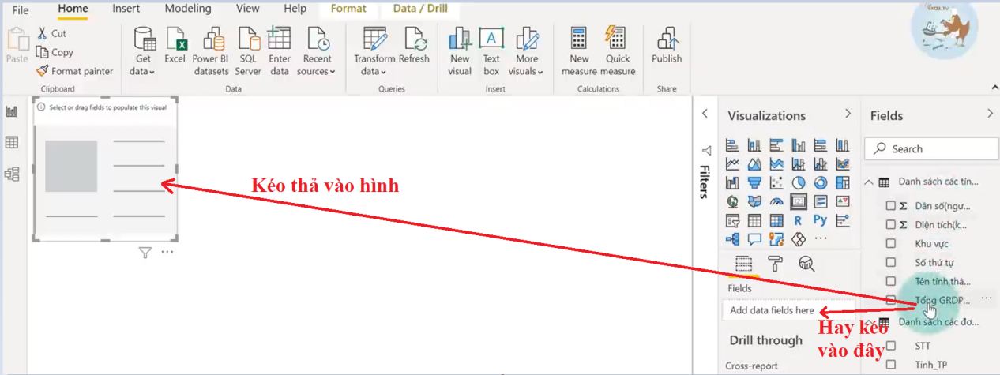 File Home Insert Modeling View Help Format Data / Drill
Paste
Cut
Copy
Format painter
Clipboard
Get data
Excel
Power BI datasets
SQL Server
Enter data
Recent sources
Data
Transform data
Refresh
Queries
New visual
Text box
A
More visuals
Insert
New measure
Quick measure
Calculations
Publish
Share
EXCEL TV
Select or drag fields to populate this visual
Kéo thả vào hình
Filters
Visualizations
123
R
Py
Fields
Add data fields here
Drill through
Cross-report
Hay kéo
vào đây
Fields
Search
Danh sách các tín...
Σ Dân số(ngư...
Σ Diện tích(k...
Khu vực
Số thứ tự
Tên tỉnh,thà...
Tổng GRDP...
Danh sách các đơ...
STT
Tinh_TP